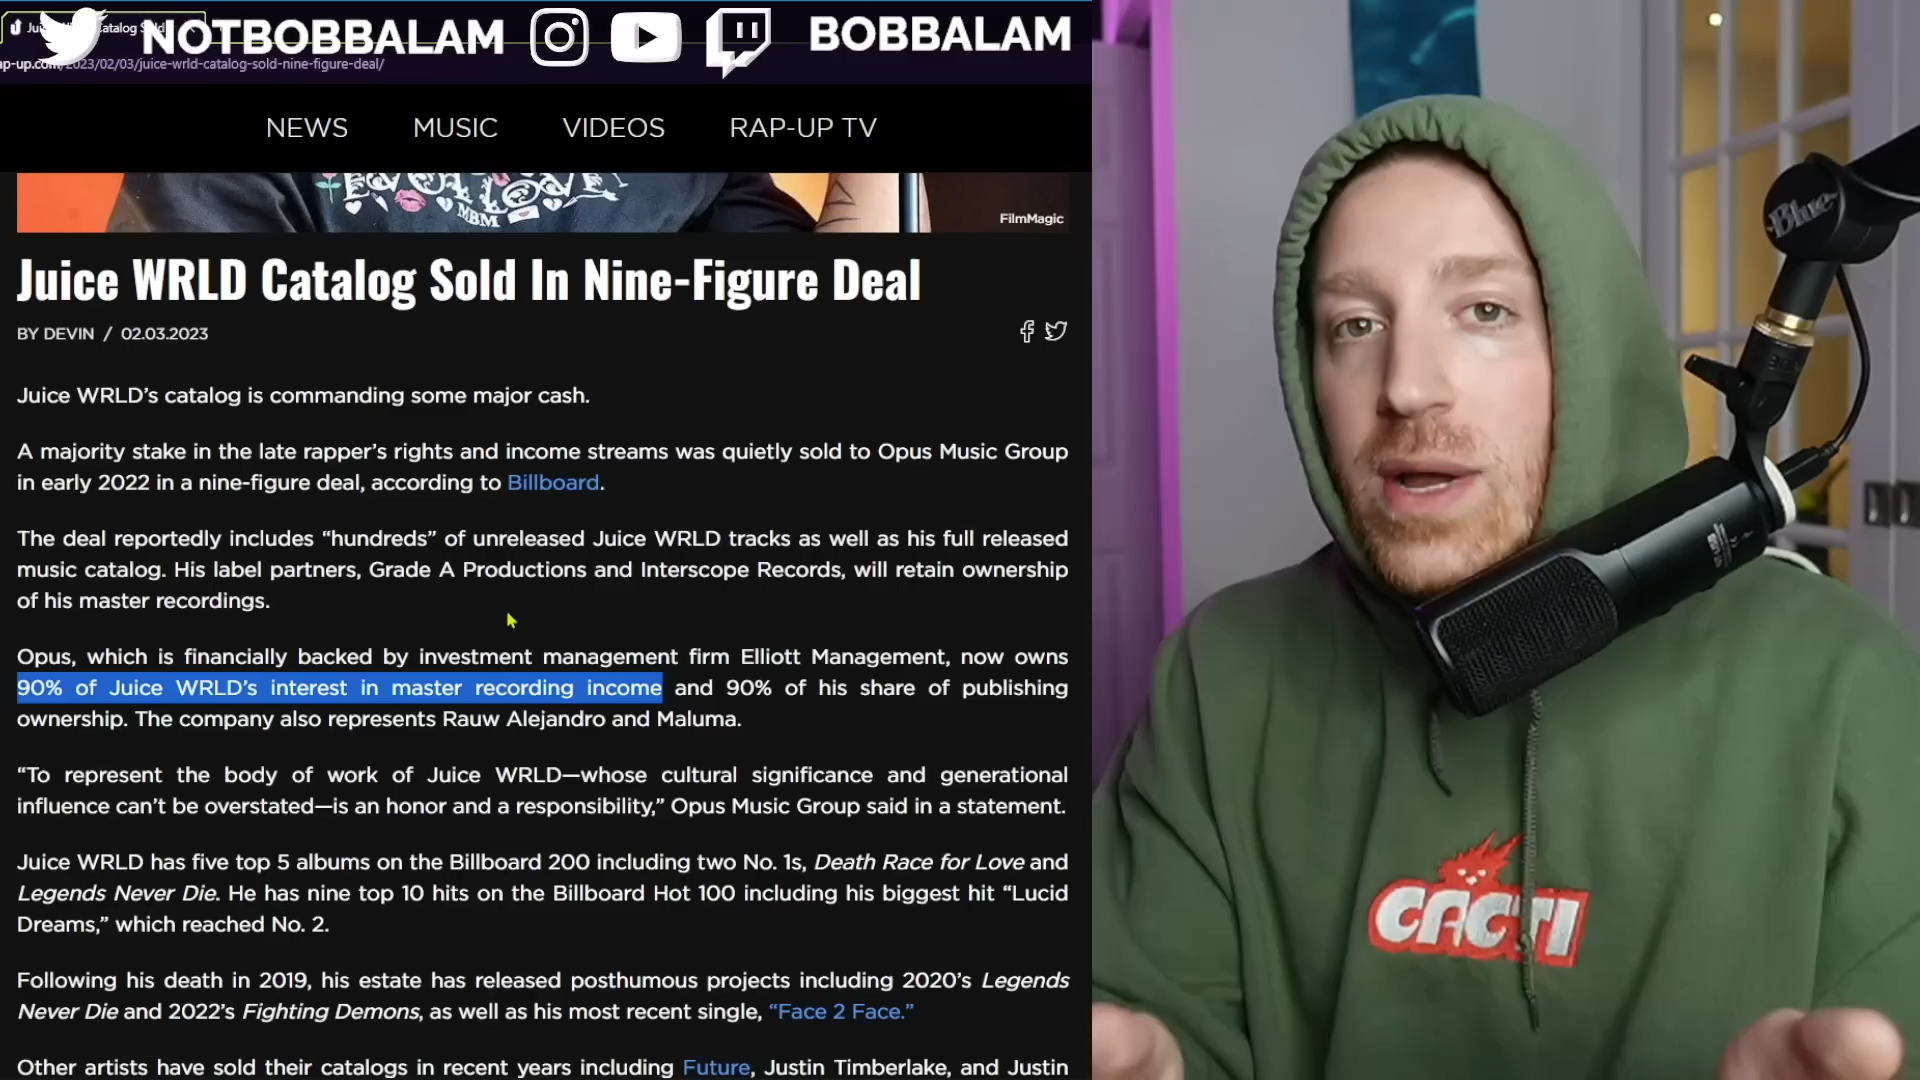 Jui
Catalog Sold
NOTBOBBALAM
BOBBALAM
ap-up.com/2023/02/03/juice-wrld-catalog-sold-nine-figure-deal/
NEWS MUSIC VIDEOS RAP-UP TV
MBM
FilmMagic
Juice WRLD Catalog Sold In Nine-Figure Deal
BY DEVIN / 02.03.2023
Juice WRLD’s catalog is commanding some major cash.
A majority stake in the late rapper’s rights and income streams was quietly sold to Opus Music Group
in early 2022 in a nine-figure deal, according to Billboard.
The deal reportedly includes “hundreds” of unreleased Juice WRLD tracks as well as his full released
music catalog. His label partners, Grade A Productions and Interscope Records, will retain ownership
of his master recordings.
Opus, which is financially backed by investment management firm Elliott Management, now owns
90% of Juice WRLD’s interest in master recording income and 90% of his share of publishing
ownership. The company also represents Rauw Alejandro and Maluma.
“To represent the body of work of Juice WRLD—whose cultural significance and generational
influence can’t be overstated—is an honor and a responsibility,” Opus Music Group said in a statement.
Juice WRLD has five top 5 albums on the Billboard 200 including two No. 1s, Death Race for Love and
Legends Never Die. He has nine top 10 hits on the Billboard Hot 100 including his biggest hit “Lucid
Dreams,” which reached No. 2.
Following his death in 2019, his estate has released posthumous projects including 2020’s Legends
Never Die and 2022’s Fighting Demons, as well as his most recent single, “Face 2 Face.”
Other artists have sold their catalogs in recent years including Future, Justin Timberlake, and Justin
Blue
CACTI